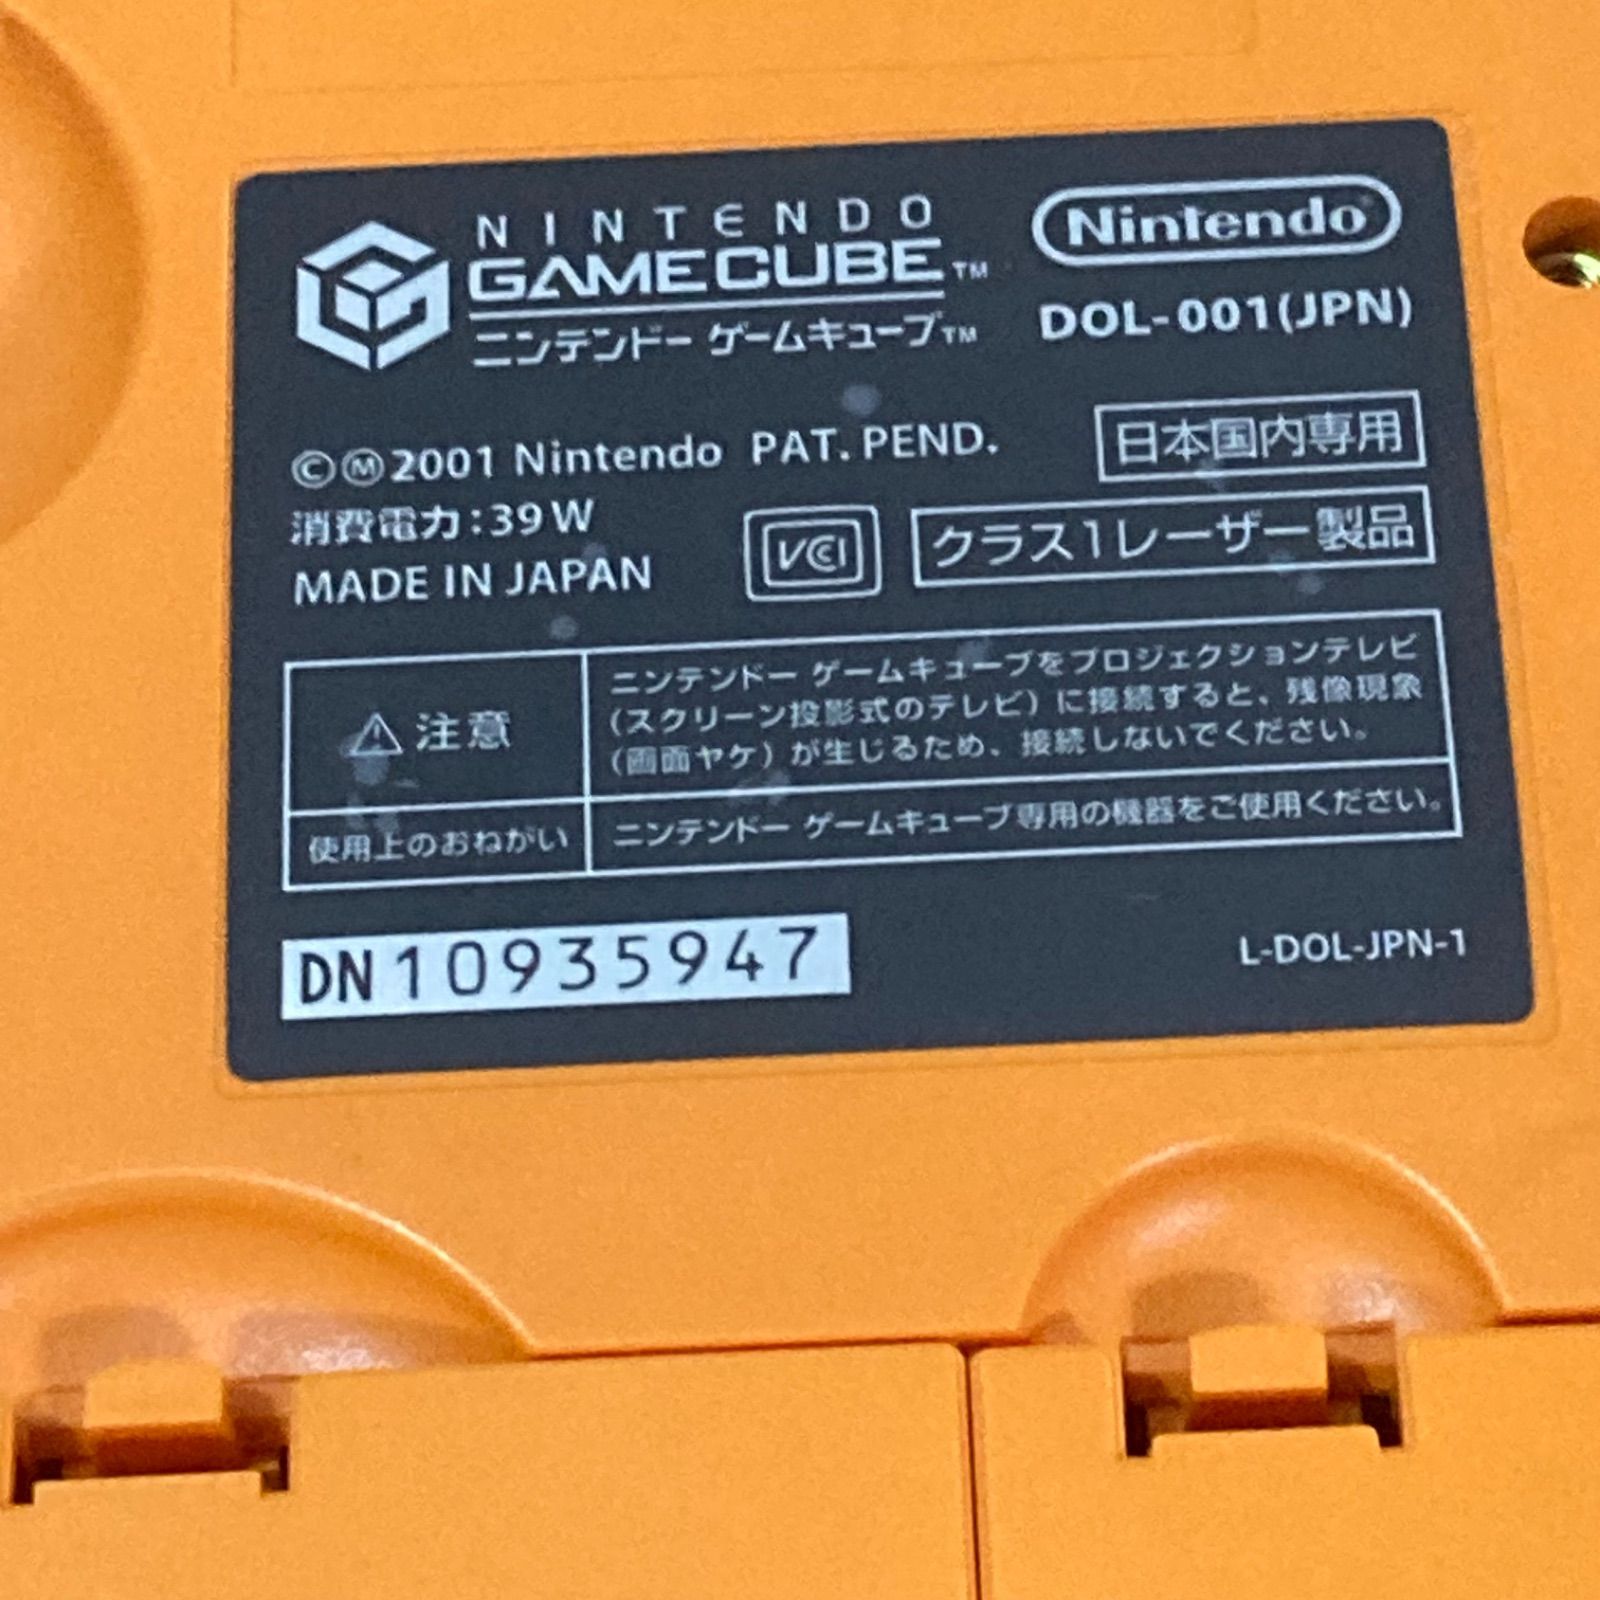 NINTENDO
GAMECUBE™
ニンテンドー ゲームキューブ™
Nintendo®
DOL-001(JPN)
©Ⓜ2001 Nintendo PAT. PEND.
日本国内専用
消費電力:39W
MADE IN JAPAN
VCCI
クラス1レーザー製品
⚠注意
ニンテンドー ゲームキューブをプロジェクションテレビ
(スクリーン投影式のテレビ)に接続すると、残像現象
(画面ヤケ)が生じるため、接続しないでください。
使用上のおねがい
ニンテンドー ゲームキューブ専用の機器をご使用ください。
DN10935947
L-DOL-JPN-1